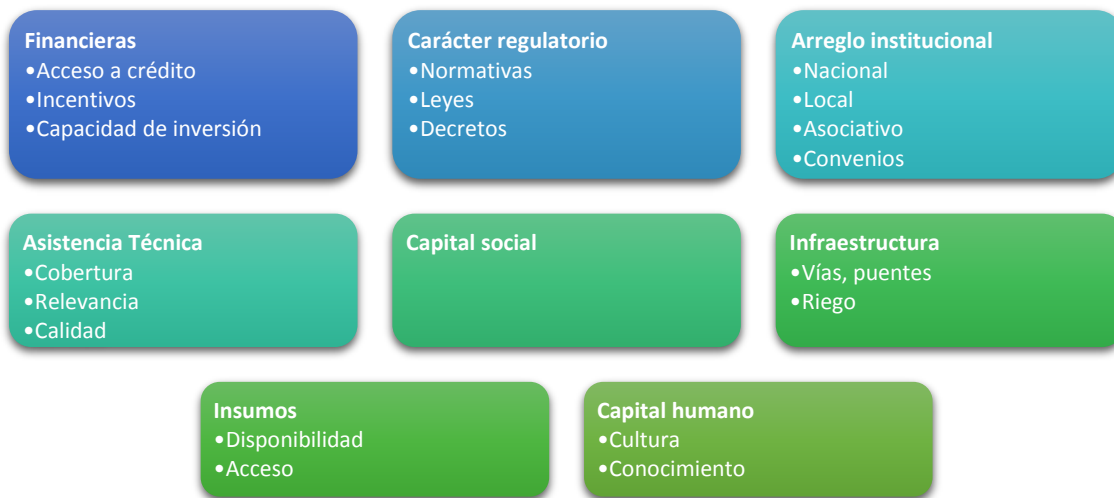 Financieras
•Acceso a crédito
•Incentivos
•Capacidad de inversión
Carácter regulatorio
•Normativas
•Leyes
•Decretos
Arreglo institucional
•Nacional
•Local
•Asociativo
•Convenios
Asistencia Técnica
•Cobertura
•Relevancia
•Calidad
Capital social
Infraestructura
•Vías, puentes
•Riego
Insumos
•Disponibilidad
•Acceso
Capital humano
•Cultura
•Conocimiento